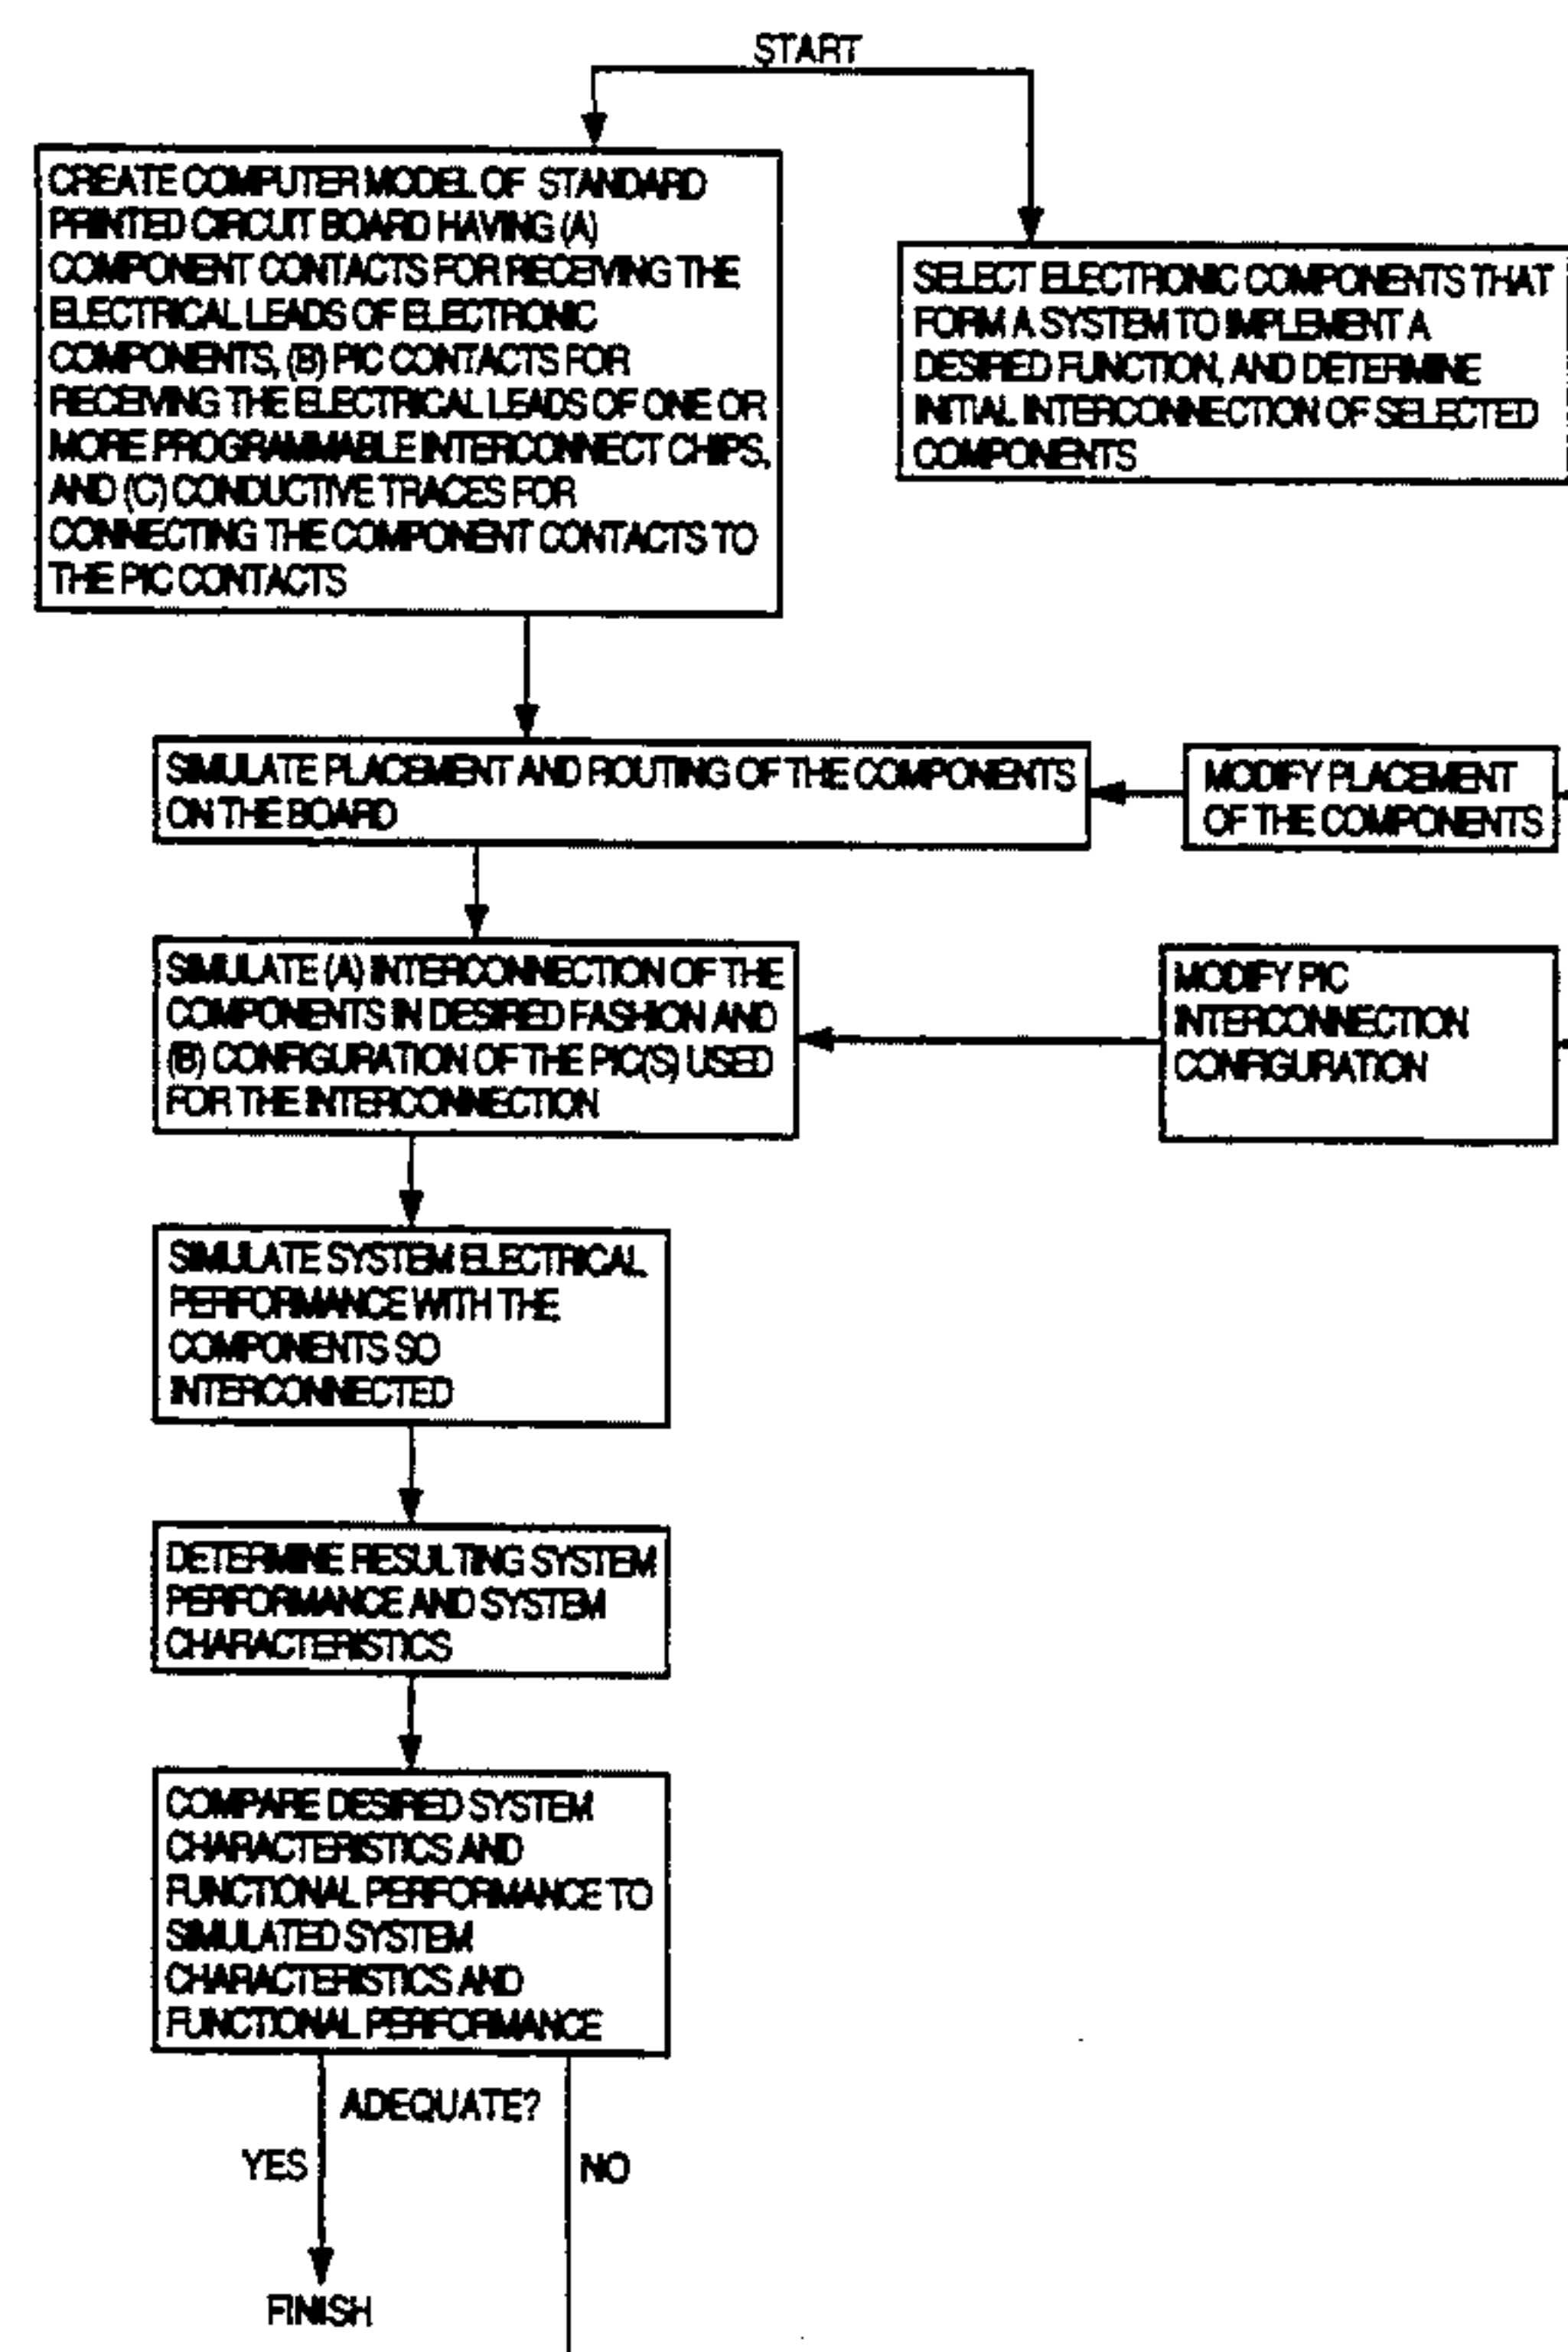 START
CREATE COMPUTER MODEL OF STANDARD
PRINTED CIRCUIT BOARD HAVING (A)
COMPONENT CONTACTS FOR RECEIVING THE
ELECTRICAL LEADS OF ELECTRONIC
COMPONENTS, (B) PIC CONTACTS FOR
RECEIVING THE ELECTRICAL LEADS OF ONE OR
MORE PROGRAMMABLE INTERCONNECT CHIPS,
AND (C) CONDUCTIVE TRACES FOR
CONNECTING THE COMPONENT CONTACTS TO
THE PIC CONTACTS
SELECT ELECTRONIC COMPONENTS THAT
FORM A SYSTEM TO IMPLEMENT A
DESIRED FUNCTION, AND DETERMINE
INITIAL INTERCONNECTION OF SELECTED
COMPONENTS
SIMULATE PLACEMENT AND ROUTING OF THE COMPONENTS
ON THE BOARD
MODIFY PLACEMENT
OF THE COMPONENTS
SIMULATE (A) INTERCONNECTION OF THE
COMPONENTS IN DESIRED FASHION AND
(B) CONFIGURATION OF THE PIC(S) USED
FOR THE INTERCONNECTION
MODIFY PIC
INTERCONNECTION
CONFIGURATION
SIMULATE SYSTEM ELECTRICAL
PERFORMANCE WITH THE
COMPONENTS SO
INTERCONNECTED
DETERMINE RESULTING SYSTEM
PERFORMANCE AND SYSTEM
CHARACTERISTICS
COMPARE DESIRED SYSTEM
CHARACTERISTICS AND
FUNCTIONAL PERFORMANCE TO
SIMULATED SYSTEM
CHARACTERISTICS AND
FUNCTIONAL PERFORMANCE
ADEQUATE?
YES
NO
FINISH